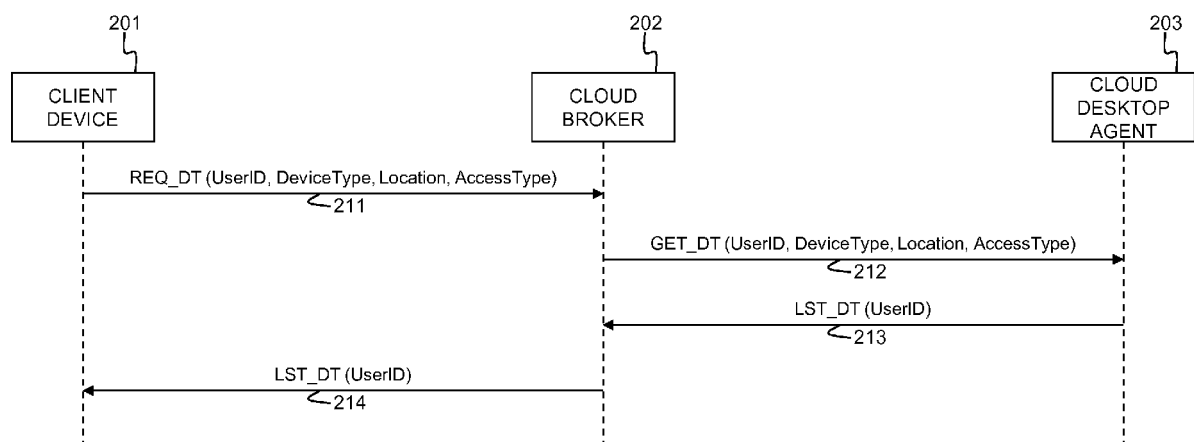 201
202
203
CLIENT
DEVICE
CLOUD
BROKER
CLOUD
DESKTOP
AGENT
REQ_DT (UserID, DeviceType, Location, AccessType)
211
GET_DT (UserID, DeviceType, Location, AccessType)
212
LST_DT (UserID)
213
LST_DT (UserID)
214